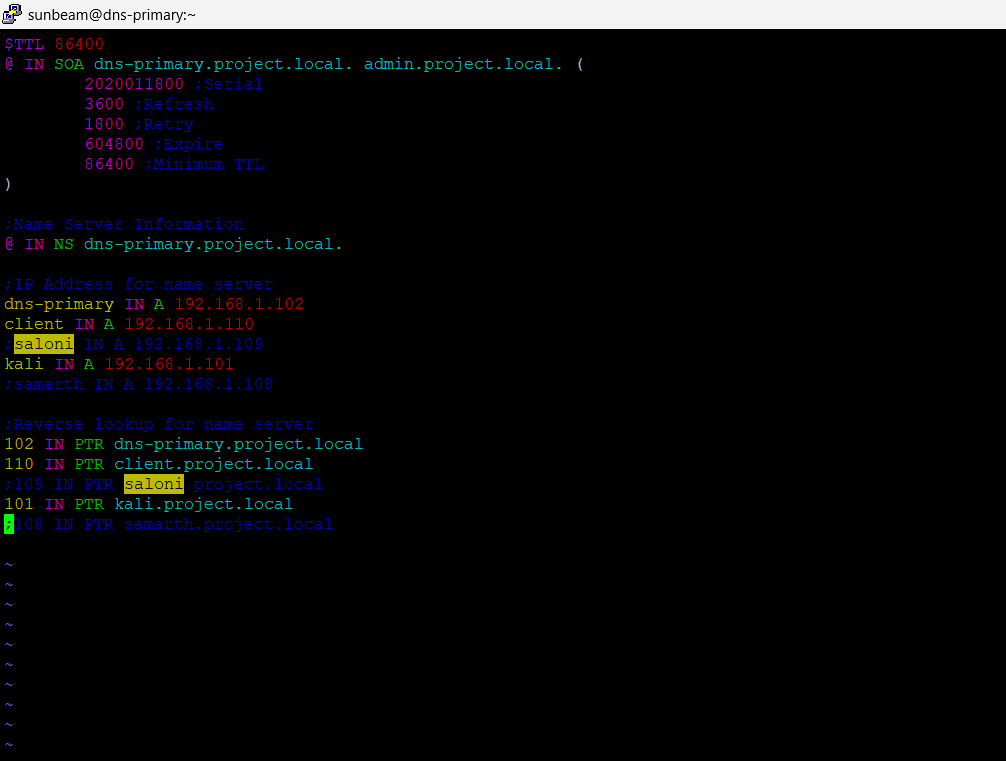 sunbeam@dns-primary:~
$TTL 86400
@ IN SOA dns-primary.project.local. admin.project.local. (
2020011800 ;Serial
3600 ;Refresh
1800 ;Retry
604800 ;Expire
86400 ;Minimum TTL
)
;Name Server Information
@ IN NS dns-primary.project.local.
;IP Address for name server
dns-primary IN A 192.168.1.102
client IN A 192.168.1.110
;saloni IN A 192.168.1.109
kali IN A 192.168.1.101
;samarth IN A 192.168.1.108
;Reverse lookup for name server
102 IN PTR dns-primary.project.local
110 IN PTR client.project.local
;109 IN PTR saloni.project.local
101 IN PTR kali.project.local
;108 IN PTR samarth.project.local
~
~
~
~
~
~
~
~
~
~